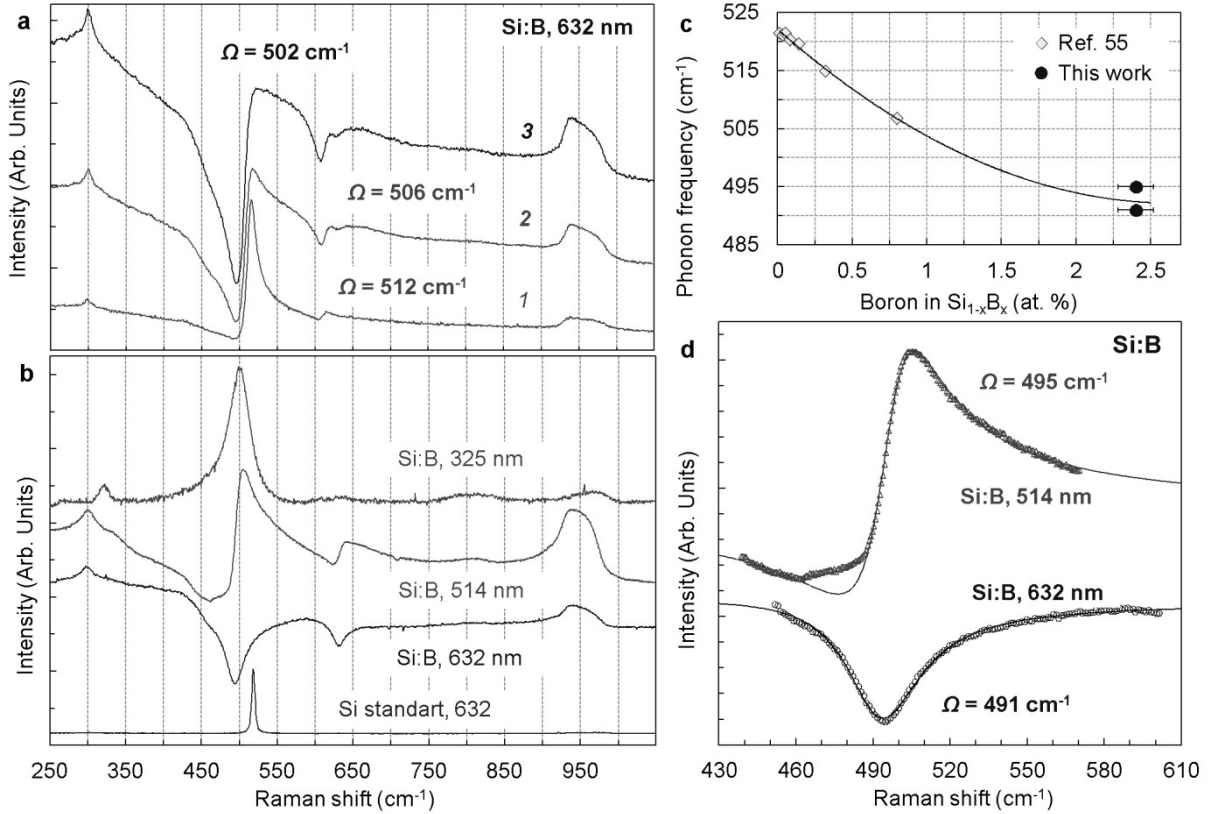 a
Si:B, 632 nm
Ω = 502 cm-1
3
Ω = 506 cm-1
2
Ω = 512 cm-1
1
Intensity (Arb. Units)
b
Si:B, 325 nm
Si:B, 514 nm
Si:B, 632 nm
Si standart, 632
Intensity (Arb. Units)
250 350 450 550 650 750 850 950
Raman shift (cm-1)
c
525
515
505
495
485
Phonon frequency (cm-1)
Ref. 55
This work
0 0.5 1 1.5 2 2.5
Boron in Si1-xBx (at. %)
d
Si:B
Ω = 495 cm-1
Si:B, 514 nm
Si:B, 632 nm
Ω = 491 cm-1
Intensity (Arb. Units)
430 460 490 520 550 580 610
Raman shift (cm-1)